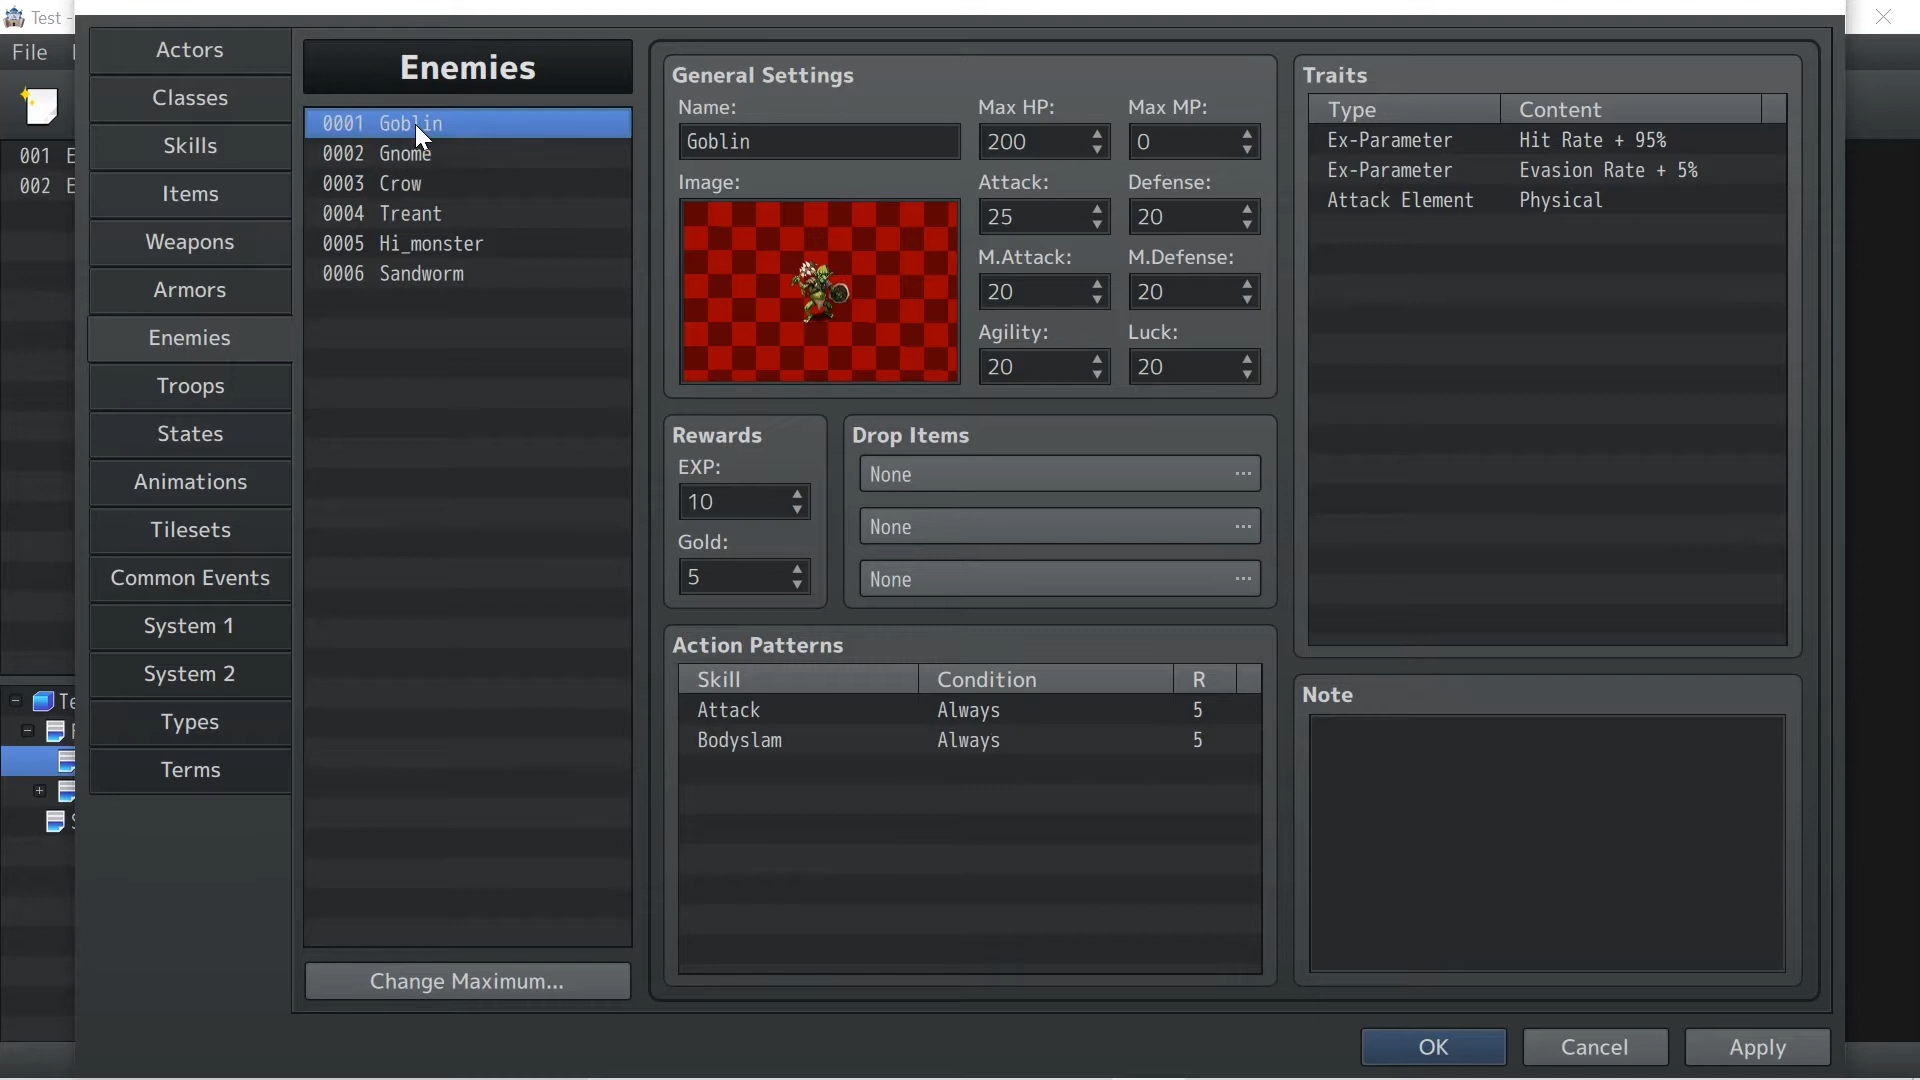 Test -
File
001 E
002 E
Actors
Classes
Skills
Items
Weapons
Armors
Enemies
Troops
States
Animations
Tilesets
Common Events
System 1
System 2
Types
Terms
Enemies
0001 Goblin
0002 Gnome
0003 Crow
0004 Treant
0005 Hi_monster
0006 Sandworm
Change Maximum...
General Settings
Name:
Goblin
Image:
Max HP:
200
Max MP:
0
Attack:
25
Defense:
20
M.Attack:
20
M.Defense:
20
Agility:
20
Luck:
20
Rewards
EXP:
10
Gold:
5
Drop Items
None ...
None ...
None ...
Action Patterns
Skill Condition R
Attack Always 5
Bodyslam Always 5
Traits
Type Content
Ex-Parameter Hit Rate + 95%
Ex-Parameter Evasion Rate + 5%
Attack Element Physical
Note
OK
Cancel
Apply